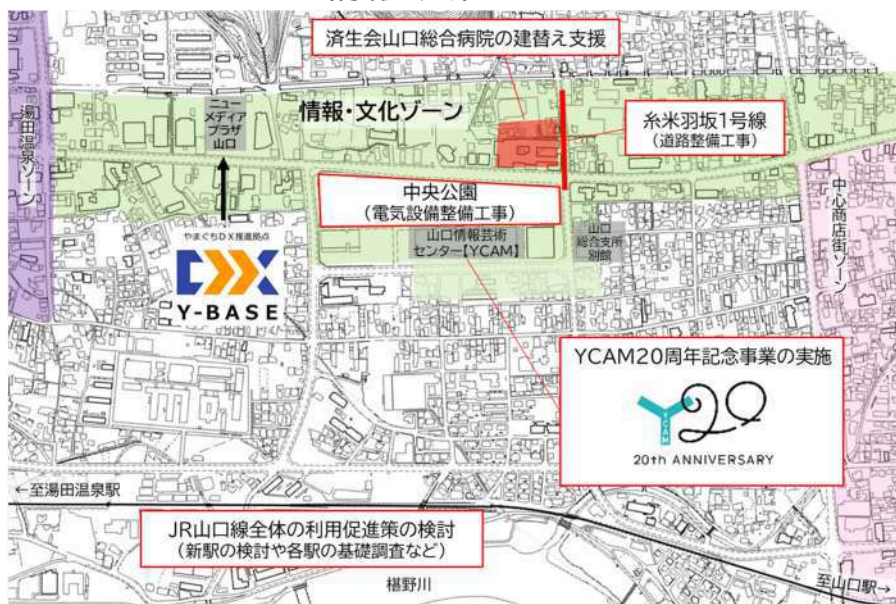 済生会山口総合病院の建替え支援
ニュー
メディア
プラザ
山口
情報・文化ゾーン
糸米羽坂1号線
(道路整備工事)
湯田温泉ゾーン
中央公園
(電気設備整備工事)
中心商店街ゾーン
山口情報芸術
センター【YCAM】
山口
総合支所
別館
やまぐちDX推進拠点
DX
Y-BASE
YCAM20周年記念事業の実施
YCAM
20
20th ANNIVERSARY
←至湯田温泉駅
JR山口線全体の利用促進策の検討
(新駅の検討や各駅の基礎調査など)
椹野川
至山口駅→